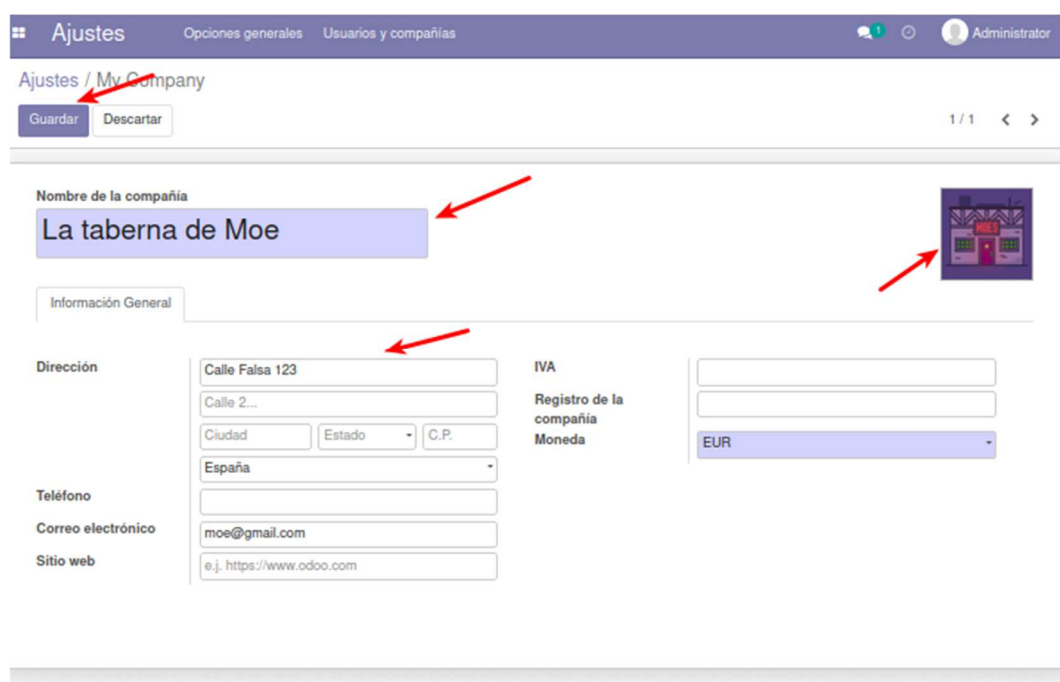 Ajustes Opciones generales Usuarios y compañías 1 Administrator
Ajustes / My Company
Guardar Descartar 1 / 1
Nombre de la compañía
La taberna de Moe
MOES
Información General
Dirección Calle Falsa 123 IVA
Calle 2... Registro de la
compañía
Ciudad Estado C.P. Moneda EUR
España
Teléfono
Correo electrónico moe@gmail.com
Sitio web e.j. https://www.odoo.com